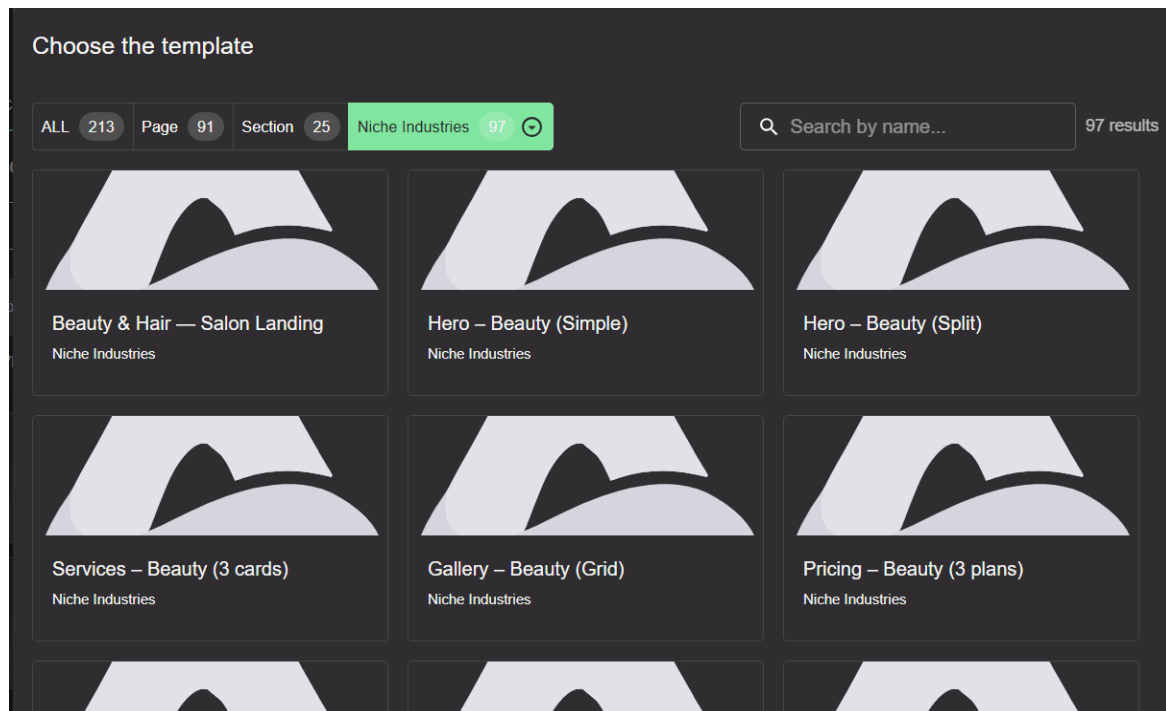 Choose the template
ALL 213 Page 91 Section 25 Niche Industries 97 Search by name... 97 results
Beauty & Hair — Salon Landing
Niche Industries
Hero – Beauty (Simple)
Niche Industries
Hero – Beauty (Split)
Niche Industries
Services – Beauty (3 cards)
Niche Industries
Gallery – Beauty (Grid)
Niche Industries
Pricing – Beauty (3 plans)
Niche Industries